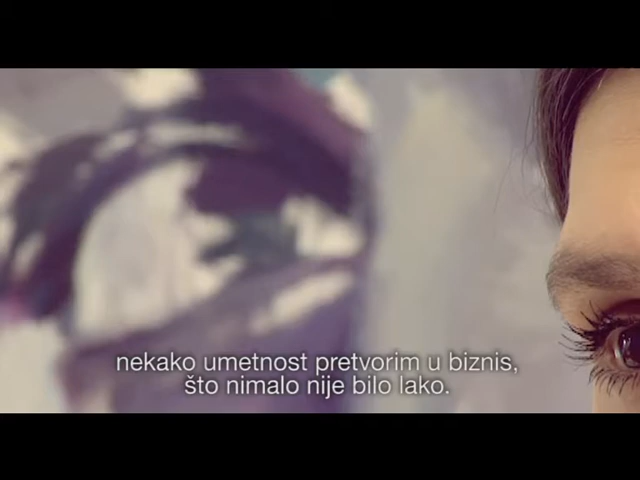 nekako umetnost pretvorim u biznis,
što nimalo nije bilo lako.